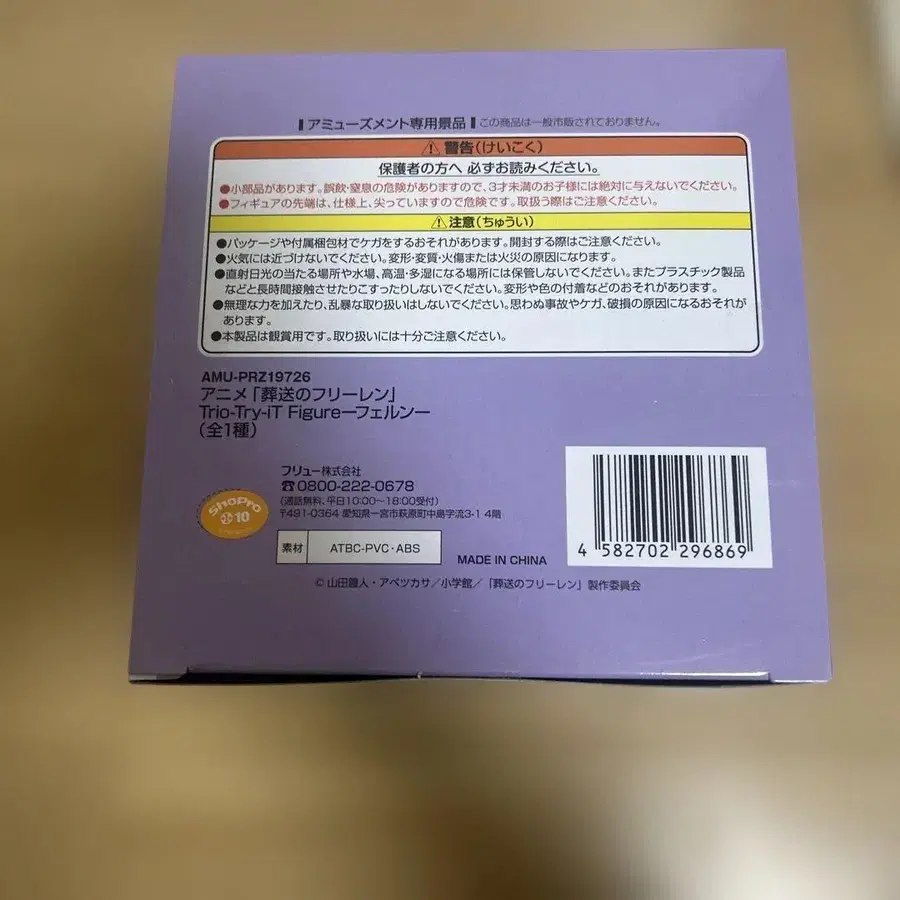 アミューズメント専用景品 この商品は一般市販されておりません。
⚠警告(けいこく)
保護者の方へ 必ずお読みください。
●小部品があります。誤飲・窒息の危険がありますので、3才未満のお子様には絶対に与えないでください。
●フィギュアの先端は、仕様上、尖っていますので危険です。取扱う際はご注意ください。
⚠注意(ちゅうい)
●パッケージや付属梱包材でケガをするおそれがあります。開封する際はご注意ください。
●火気には近づけないでください。変形・変質・火傷または火災の原因になります。
●直射日光の当たる場所や水場、高温・多湿になる場所には保管しないでください。またプラスチック製品
などと長時間接触させたりこすったりしないでください。変形や色の付着などのおそれがあります。
●無理な力を加えたり、乱暴な取り扱いはしないでください。思わぬ事故やケガ、破損の原因になるおそれが
あります。
●本製品は観賞用です。取り扱いには十分ご注意ください。
AMU-PRZ19726
アニメ「葬送のフリーレン」
Trio-Try-iT Figureーフェルンー
(全1種)
フリュー株式会社
☎0800-222-0678
(通話無料、平日10:00〜18:00受付)
〒491-0364 愛知県一宮市萩原町中島字流3-1 4階
ShoPro
小 10
素材 ATBC-PVC・ABS
MADE IN CHINA
4 582702 296869
© 山田鐘人・アベツカサ/小学館/「葬送のフリーレン」製作委員会